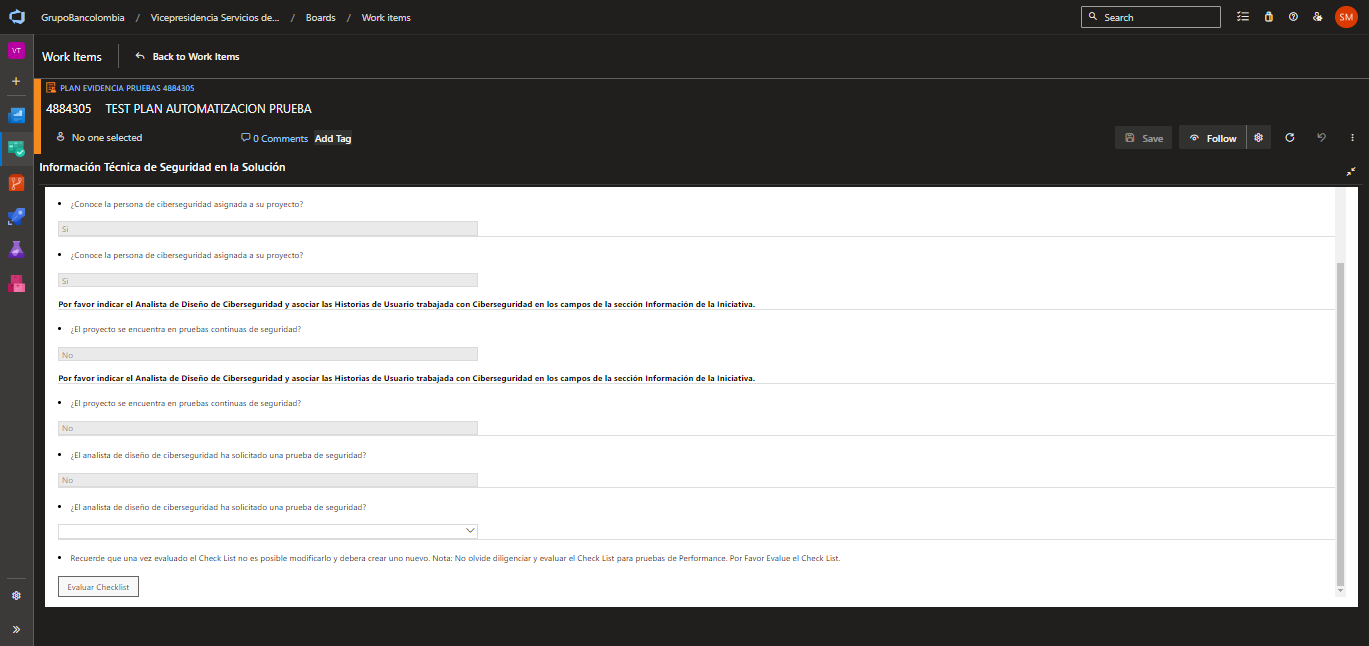 GrupoBancolombia / Vicepresidencia Servicios de... / Boards / Work items
Search
SM
VT
Work Items
Back to Work Items
PLAN EVIDENCIA PRUEBAS 4884305
4884305 TEST PLAN AUTOMATIZACION PRUEBA
No one selected
0 Comments
Add Tag
Save
Follow
Información Técnica de Seguridad en la Solución
• ¿Conoce la persona de ciberseguridad asignada a su proyecto?
Si
• ¿Conoce la persona de ciberseguridad asignada a su proyecto?
Si
Por favor indicar el Analista de Diseño de Ciberseguridad y asociar las Historias de Usuario trabajada con Ciberseguridad en los campos de la sección Información de la Iniciativa.
• ¿El proyecto se encuentra en pruebas continuas de seguridad?
No
Por favor indicar el Analista de Diseño de Ciberseguridad y asociar las Historias de Usuario trabajada con Ciberseguridad en los campos de la sección Información de la Iniciativa.
• ¿El proyecto se encuentra en pruebas continuas de seguridad?
No
• ¿El analista de diseño de ciberseguridad ha solicitado una prueba de seguridad?
No
• ¿El analista de diseño de ciberseguridad ha solicitado una prueba de seguridad?
• Recuerde que una vez evaluado el Check List no es posible modificarlo y debera crear uno nuevo. Nota: No olvide diligenciar y evaluar el Check List para pruebas de Performance. Por Favor Evalue el Check List.
Evaluar Checklist